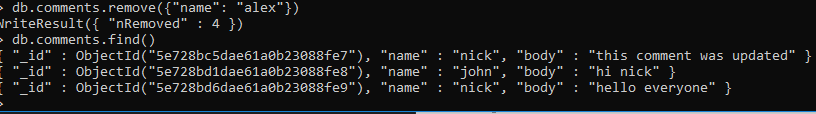 > db.comments.remove({"name": "alex"})
WriteResult({ "nRemoved" : 4 })
> db.comments.find()
{ "_id" : ObjectId("5e728bc5dae61a0b23088fe7"), "name" : "nick", "body" : "this comment was updated" }
{ "_id" : ObjectId("5e728bd1dae61a0b23088fe8"), "name" : "john", "body" : "hi nick" }
{ "_id" : ObjectId("5e728bd6dae61a0b23088fe9"), "name" : "nick", "body" : "hello everyone" }
>